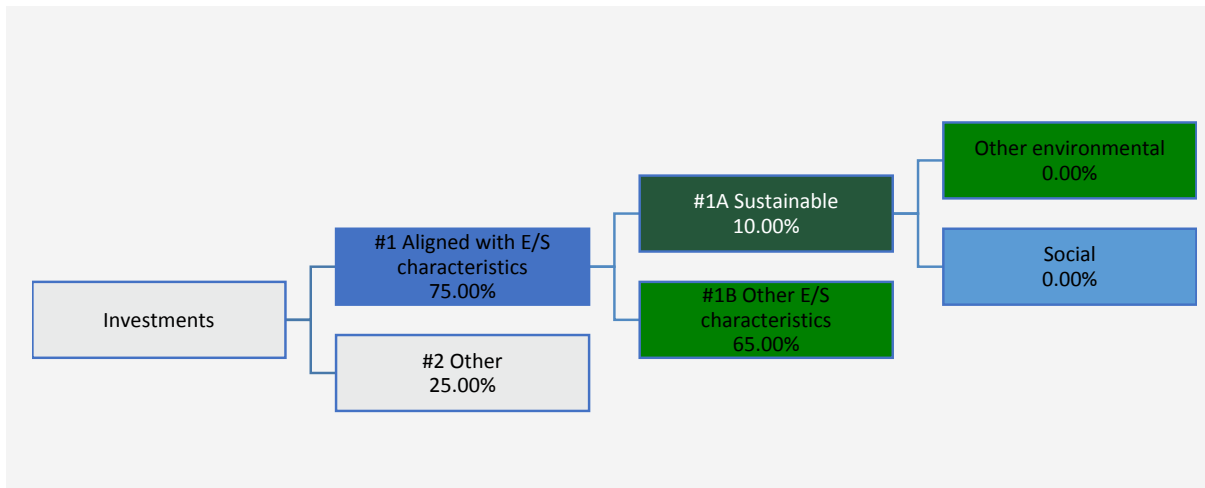 Investments
#1 Aligned with E/S
characteristics
75.00%
#2 Other
25.00%
#1A Sustainable
10.00%
#1B Other E/S
characteristics
65.00%
Other environmental
0.00%
Social
0.00%